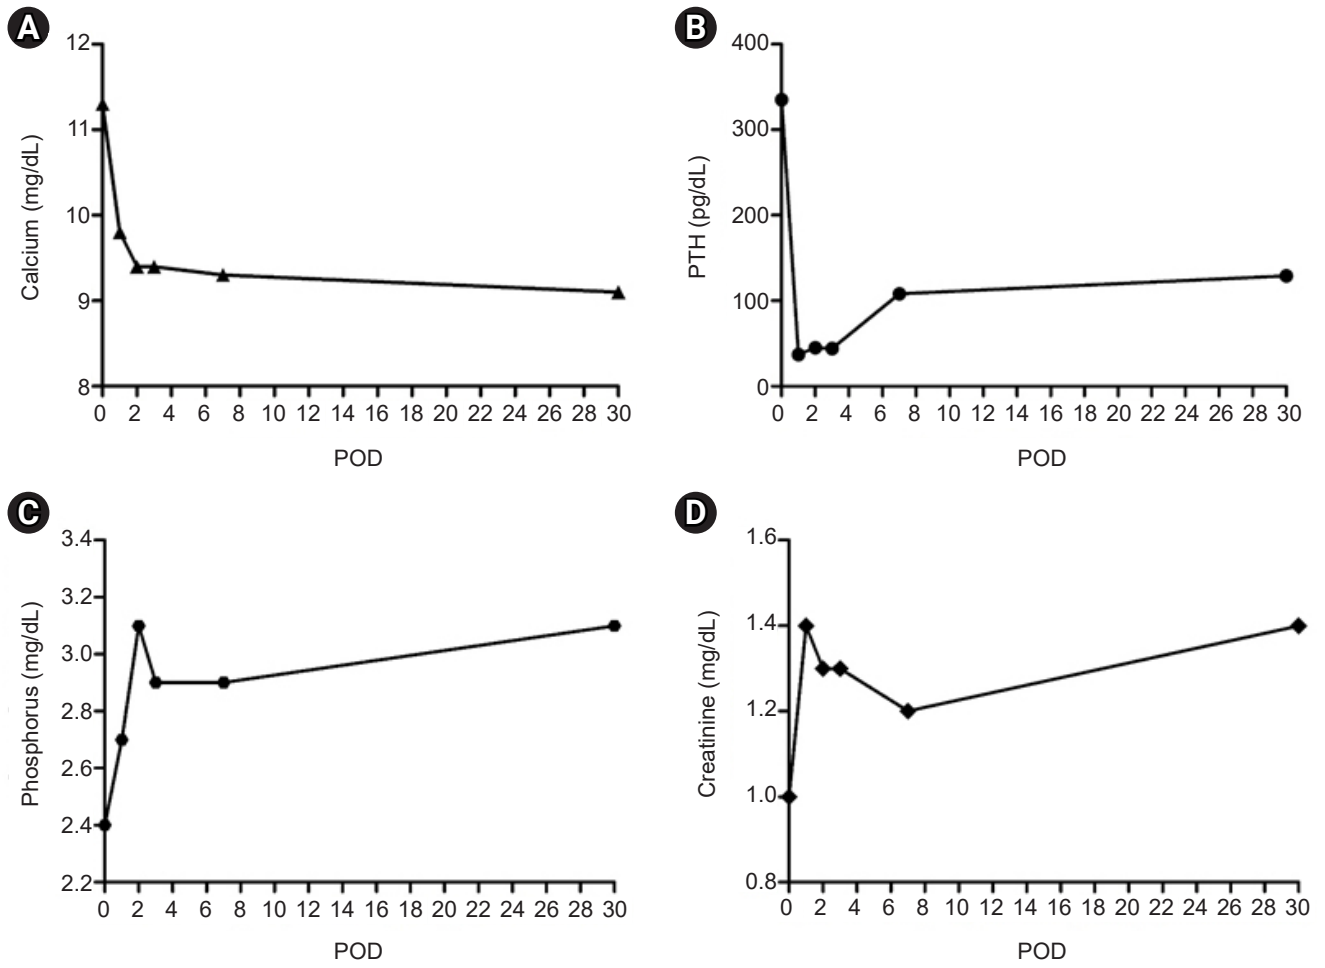 A
12
11
10
9
8
Calcium (mg/dL)
0 2 4 6 8 10 12 14 16 18 20 22 24 26 28 30
POD
B
400
300
200
100
0
PTH (pg/dL)
0 2 4 6 8 10 12 14 16 18 20 22 24 26 28 30
POD
C
3.4
3.2
3.0
2.8
2.6
2.4
2.2
Phosphorus (mg/dL)
0 2 4 6 8 10 12 14 16 18 20 22 24 26 28 30
POD
D
1.6
1.4
1.2
1.0
0.8
Creatinine (mg/dL)
0 2 4 6 8 10 12 14 16 18 20 22 24 26 28 30
POD